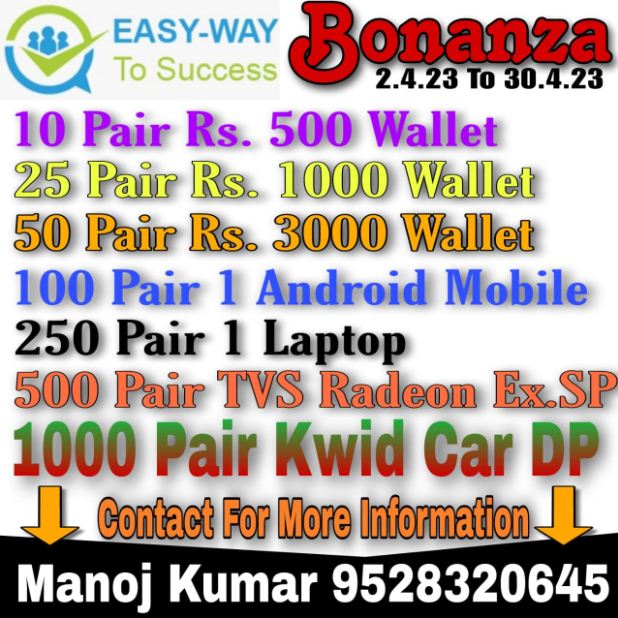 EASY-WAY
To Success
Bonanza
2.4.23 To 30.4.23
10 Pair Rs. 500 Wallet
25 Pair Rs. 1000 Wallet
50 Pair Rs. 3000 Wallet
100 Pair 1 Android Mobile
250 Pair 1 Laptop
500 Pair TVS Radeon Ex.SP
1000 Pair Kwid Car DP
Contact For More Information
Manoj Kumar 9528320645